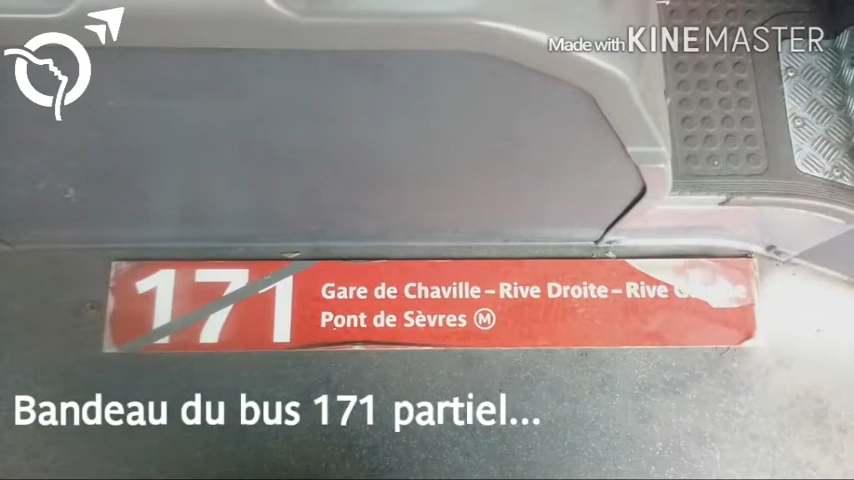 Made with KINEMASTER
171
Gare de Chaville – Rive Droite – Rive
Pont de Sèvres M
Bandeau du bus 171 partiel...